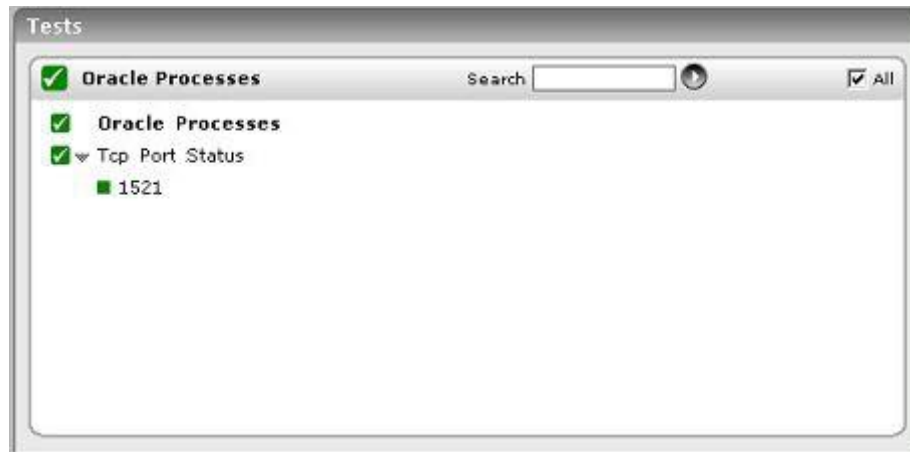 Tests
Oracle Processes Search All
Oracle Processes
Tcp Port Status
1521